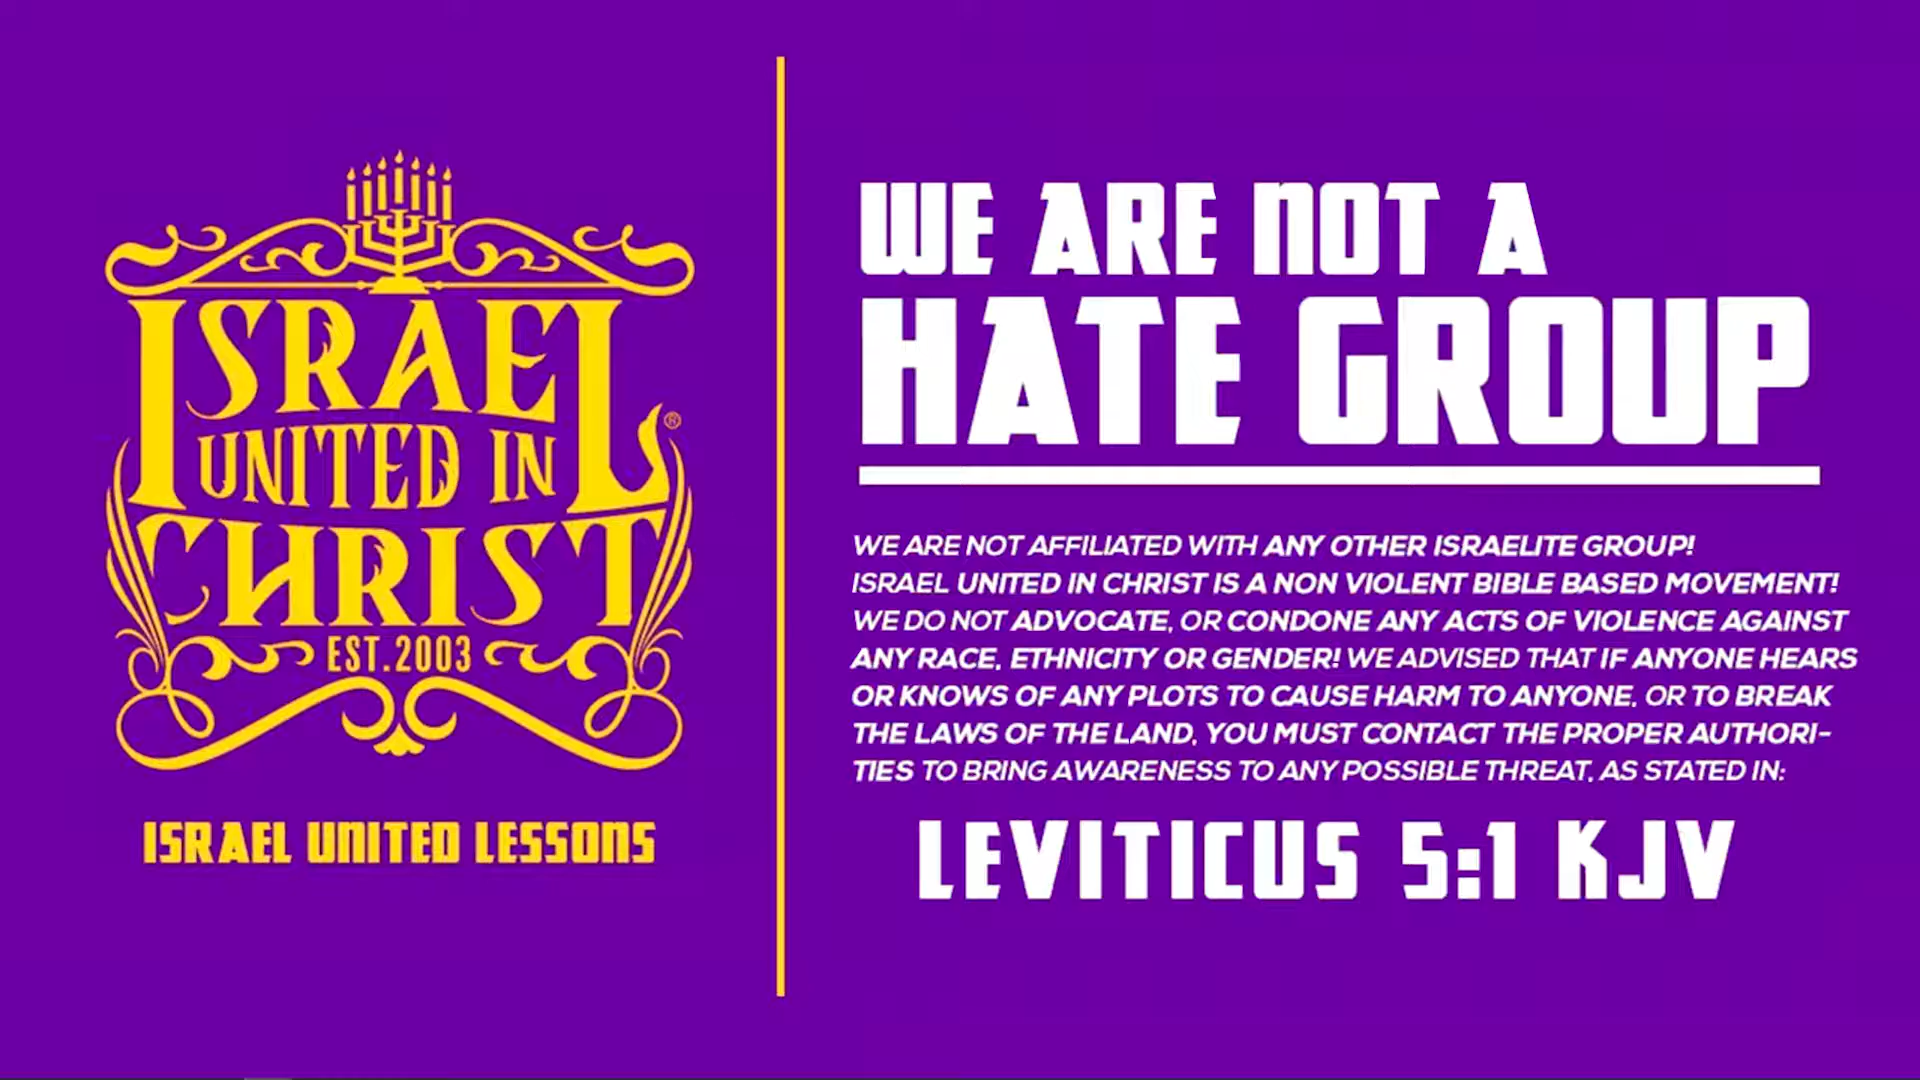 ISRAEL
UNITED IN
CHRIST
®
EST.2003
ISRAEL UNITED LESSONS
WE ARE NOT A
HATE GROUP
WE ARE NOT AFFILIATED WITH ANY OTHER ISRAELITE GROUP!
ISRAEL UNITED IN CHRIST IS A NON VIOLENT BIBLE BASED MOVEMENT!
WE DO NOT ADVOCATE, OR CONDONE ANY ACTS OF VIOLENCE AGAINST
ANY RACE, ETHNICITY OR GENDER! WE ADVISED THAT IF ANYONE HEARS
OR KNOWS OF ANY PLOTS TO CAUSE HARM TO ANYONE, OR TO BREAK
THE LAWS OF THE LAND, YOU MUST CONTACT THE PROPER AUTHORI-
TIES TO BRING AWARENESS TO ANY POSSIBLE THREAT, AS STATED IN:
LEVITICUS 5:1 KJV